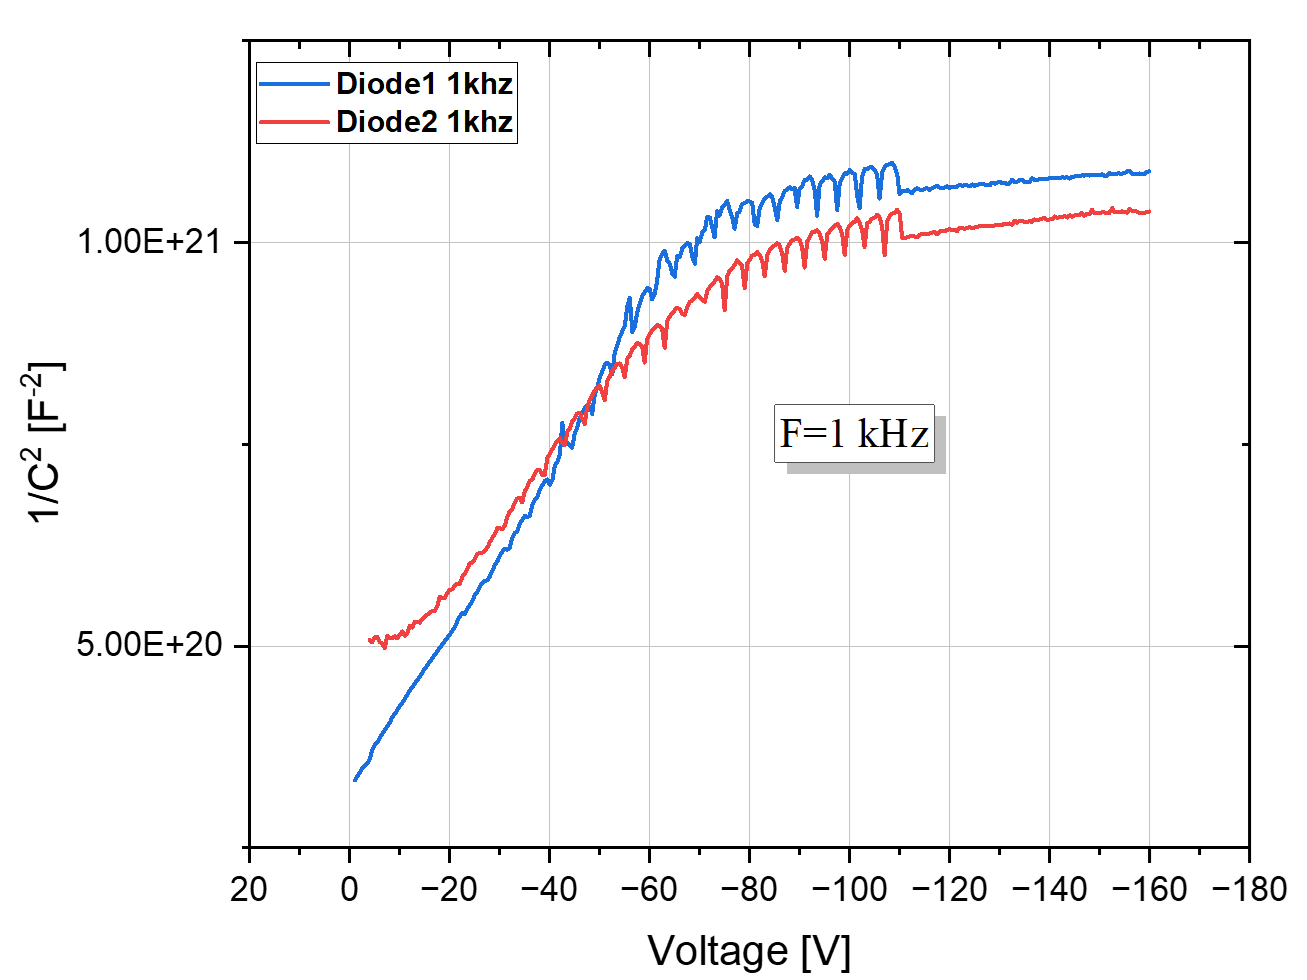 Diode1 1khz
Diode2 1khz
1.00E+21
5.00E+20
1/C² [F⁻²]
F=1 kHz
20 0 −20 −40 −60 −80 −100 −120 −140 −160 −180
Voltage [V]